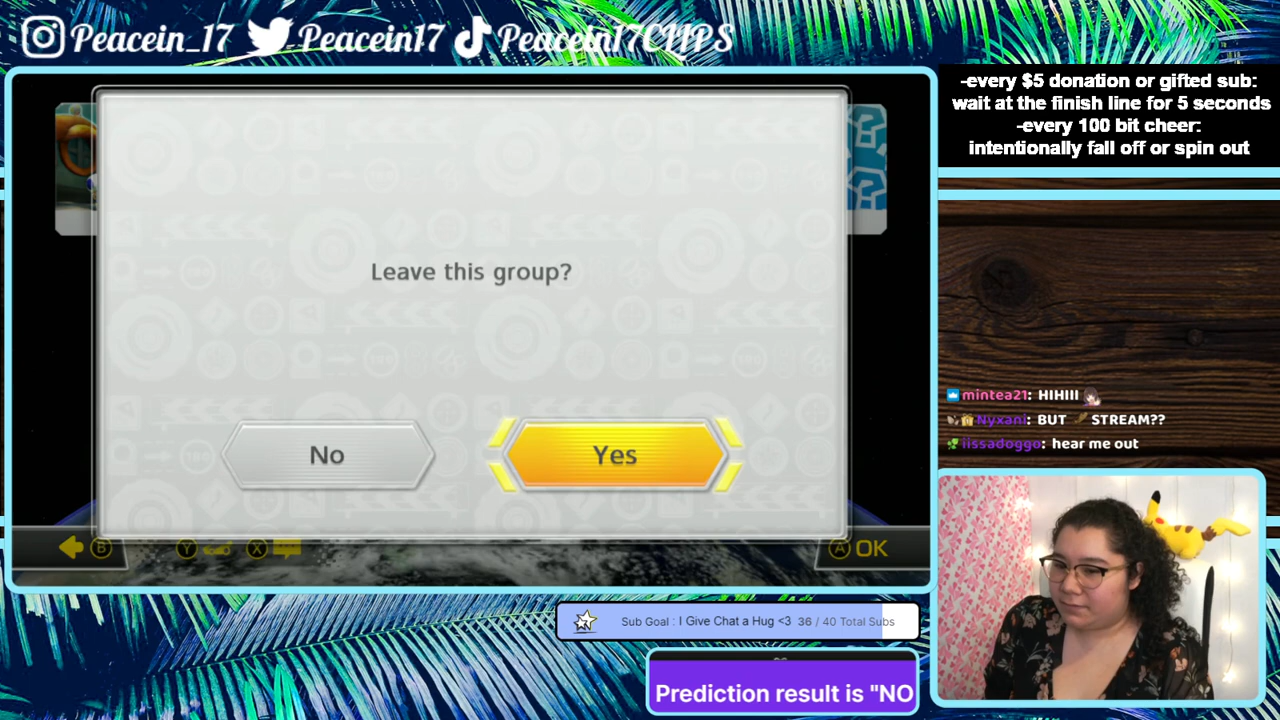 Peacein_17 Peacein17 Peacein17CLIPS
-every $5 donation or gifted sub:
wait at the finish line for 5 seconds
-every 100 bit cheer:
intentionally fall off or spin out
Leave this group?
No
Yes
B
Y
X
A OK
mintea21: HIHIII
Nyxani: BUT STREAM??
lissadoggo: hear me out
Sub Goal : I Give Chat a Hug <3 36 / 40 Total Subs
Prediction result is "NO